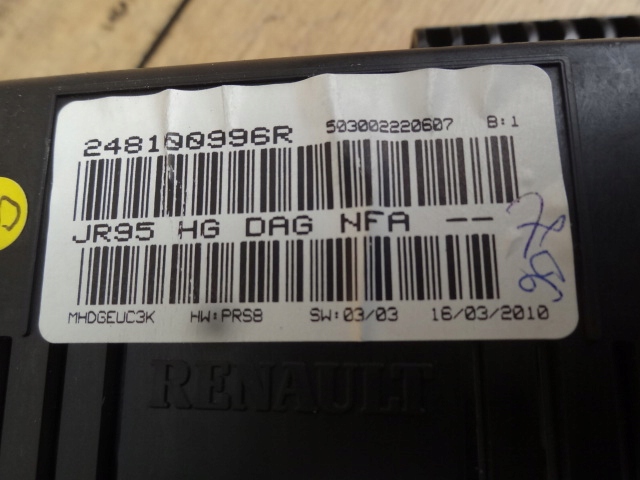 248100996R 503002220607 B:1
JR95 HG DAG NFA --
MHDGEUC3K HW:PRS8 SW:03/03 16/03/2010
RENAULT